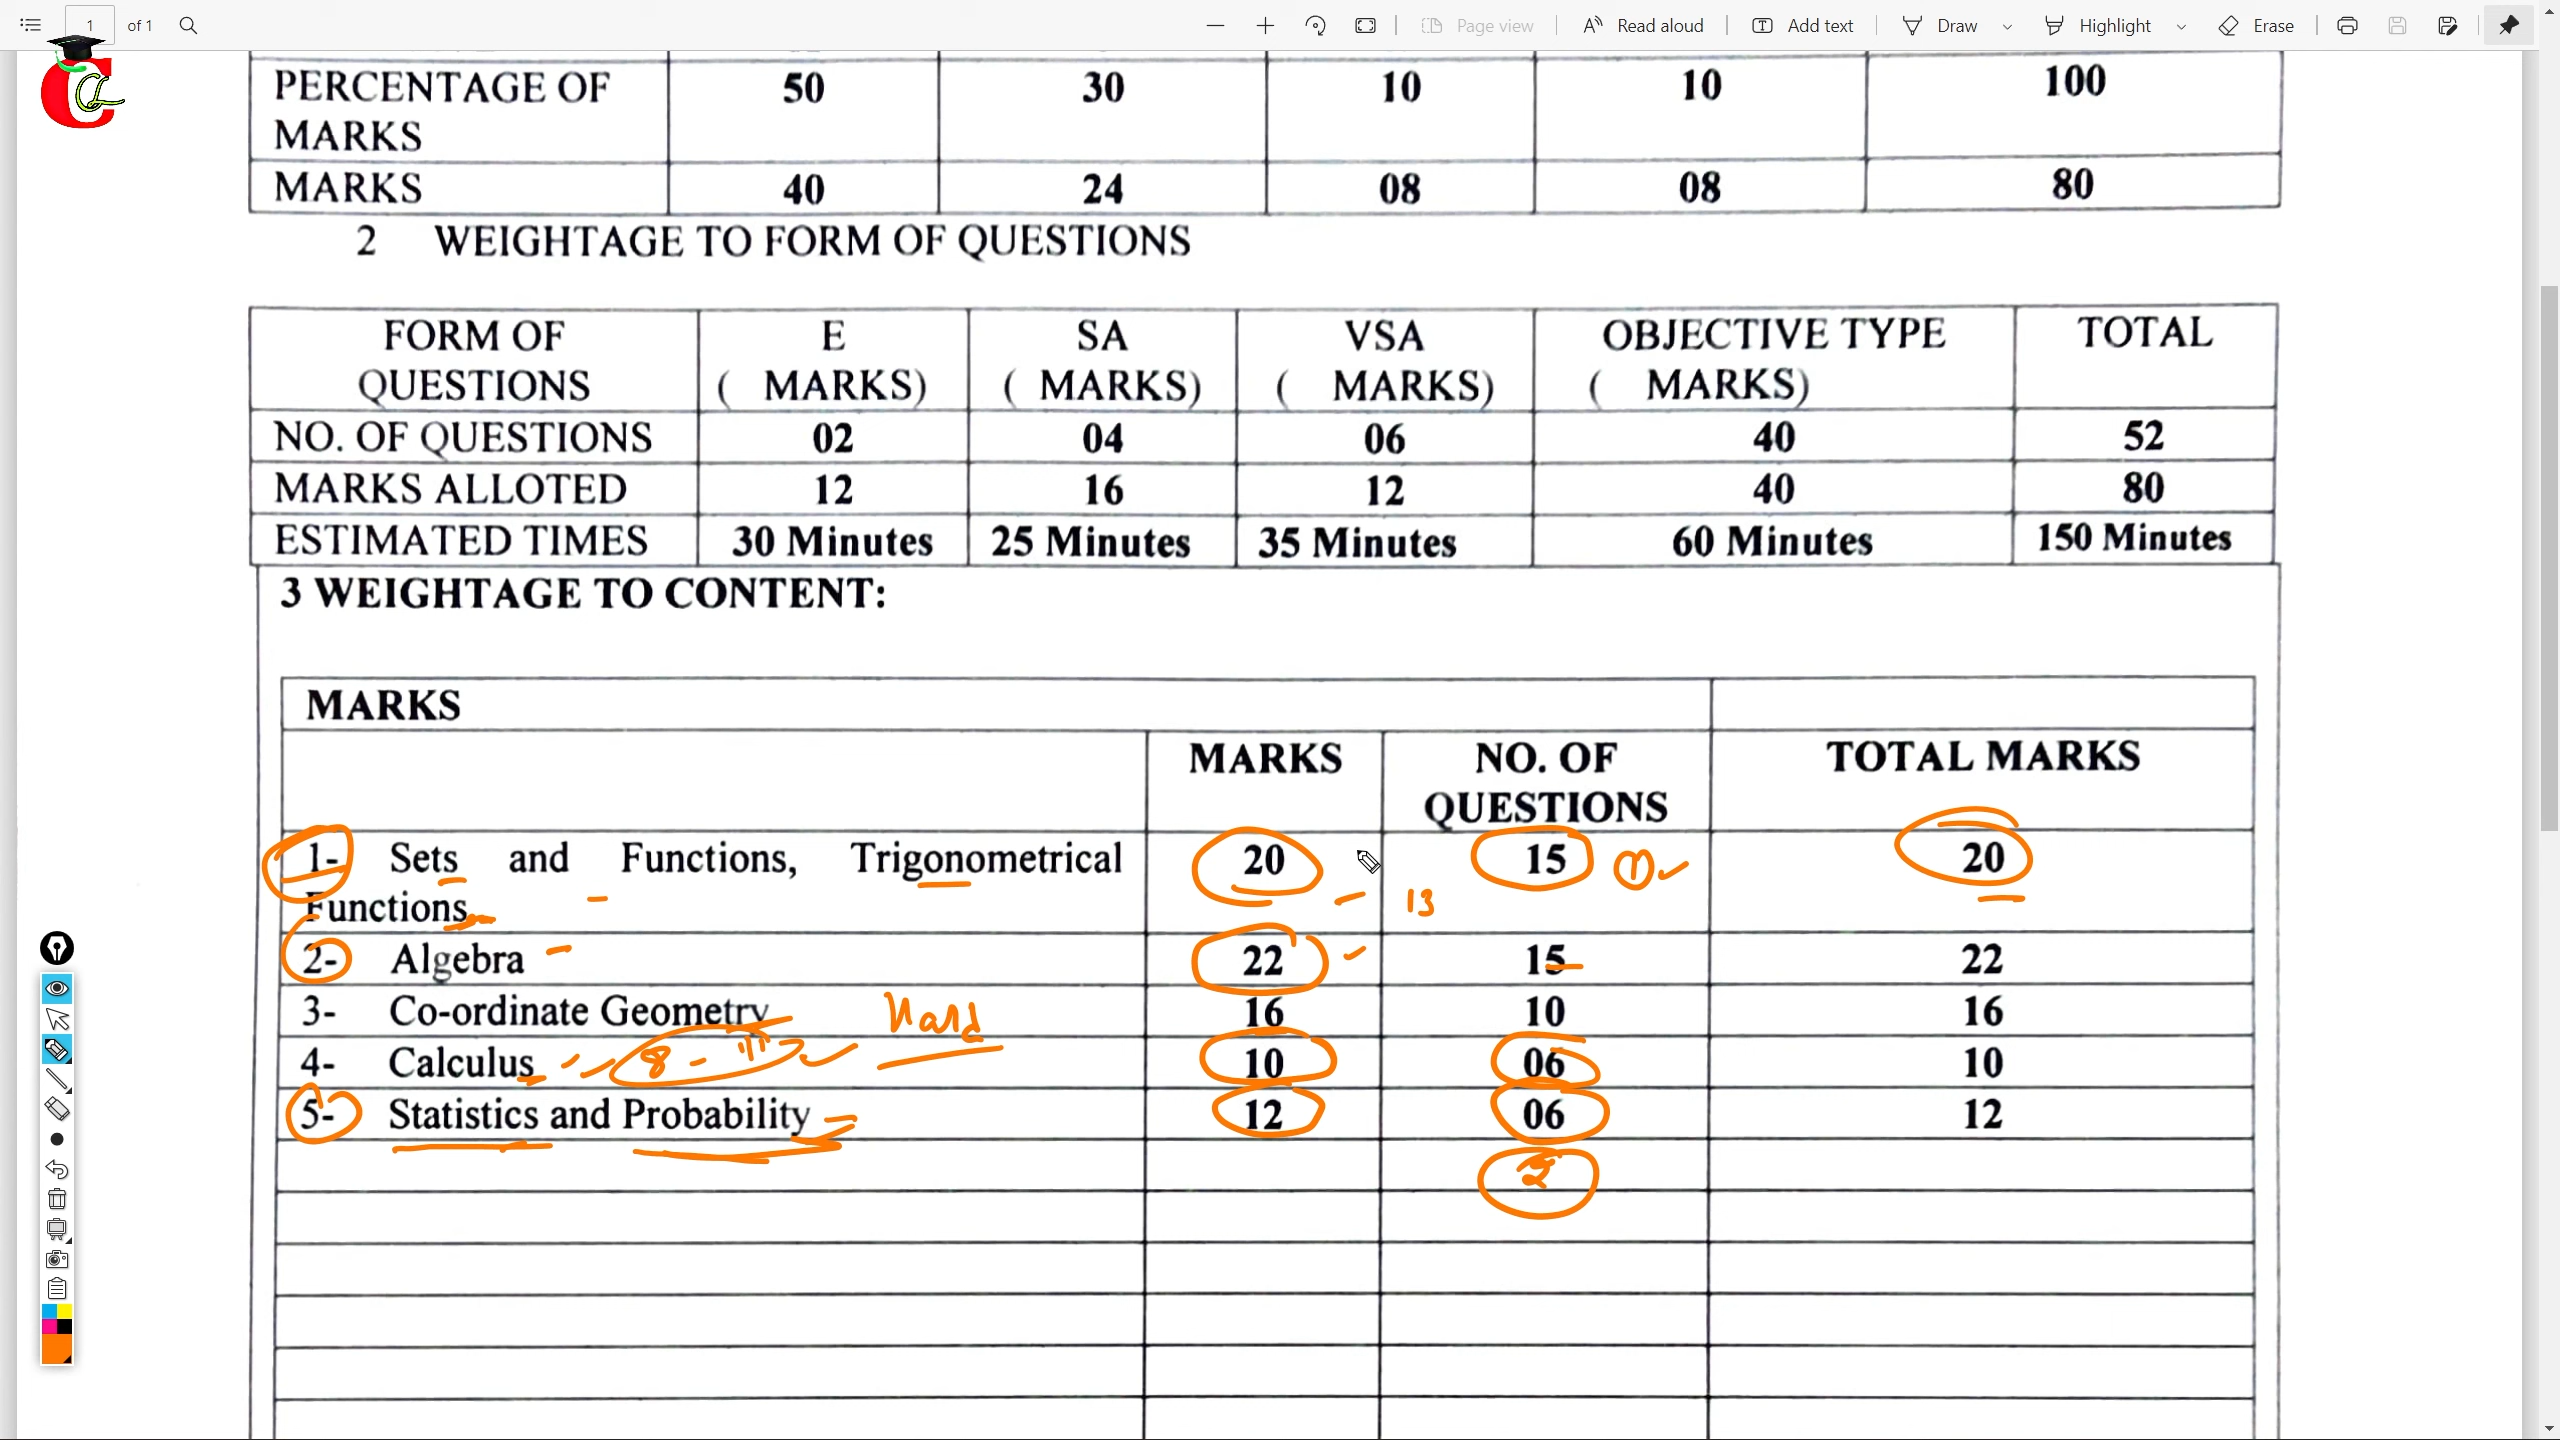 1 of 1 Page view Read aloud Add text Draw Highlight Erase
PERCENTAGE OF MARKS 50 30 10 10 100
MARKS 40 24 08 08 80
2 WEIGHTAGE TO FORM OF QUESTIONS
FORM OF QUESTIONS E ( MARKS) SA ( MARKS) VSA ( MARKS) OBJECTIVE TYPE ( MARKS) TOTAL
NO. OF QUESTIONS 02 04 06 40 52
MARKS ALLOTED 12 16 12 40 80
ESTIMATED TIMES 30 Minutes 25 Minutes 35 Minutes 60 Minutes 150 Minutes
3 WEIGHTAGE TO CONTENT:
MARKS
MARKS NO. OF QUESTIONS TOTAL MARKS
1- Sets and Functions, Trigonometrical 20 15 1 20
Functions 13
2- Algebra 22 15 22
3- Co-ordinate Geometry Hard 16 10 16
4- Calculus 8 - 10 06 10
5- Statistics and Probability 12 06 12
2